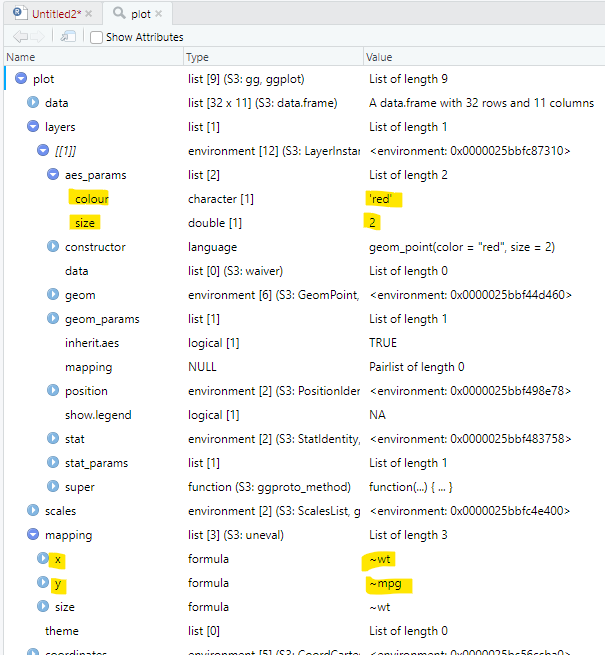 Untitled2* plot
Show Attributes
Name Type Value
plot list [9] (S3: gg, ggplot) List of length 9
data list [32 x 11] (S3: data.frame) A data.frame with 32 rows and 11 columns
layers list [1] List of length 1
[[1]] environment [12] (S3: LayerInstar <environment: 0x0000025bbfc87310>
aes_params list [2] List of length 2
colour character [1] 'red'
size double [1] 2
constructor language geom_point(color = "red", size = 2)
data list [0] (S3: waiver) List of length 0
geom environment [6] (S3: GeomPoint, <environment: 0x0000025bbf44d460>
geom_params list [1] List of length 1
inherit.aes logical [1] TRUE
mapping NULL Pairlist of length 0
position environment [2] (S3: PositionIder <environment: 0x0000025bbf498e78>
show.legend logical [1] NA
stat environment [2] (S3: StatIdentity, <environment: 0x0000025bbf483758>
stat_params list [1] List of length 1
super function (S3: ggproto_method) function(...) { ... }
scales environment [2] (S3: ScalesList, g <environment: 0x0000025bbfc4e400>
mapping list [3] (S3: uneval) List of length 3
x formula ~wt
y formula ~mpg
size formula ~wt
theme list [0] List of length 0